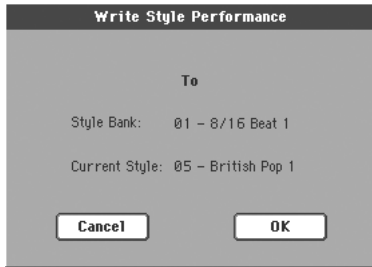 Write Style Performance
To
Style Bank: 01 - 8/16 Beat 1
Current Style: 05 - British Pop 1
Cancel OK